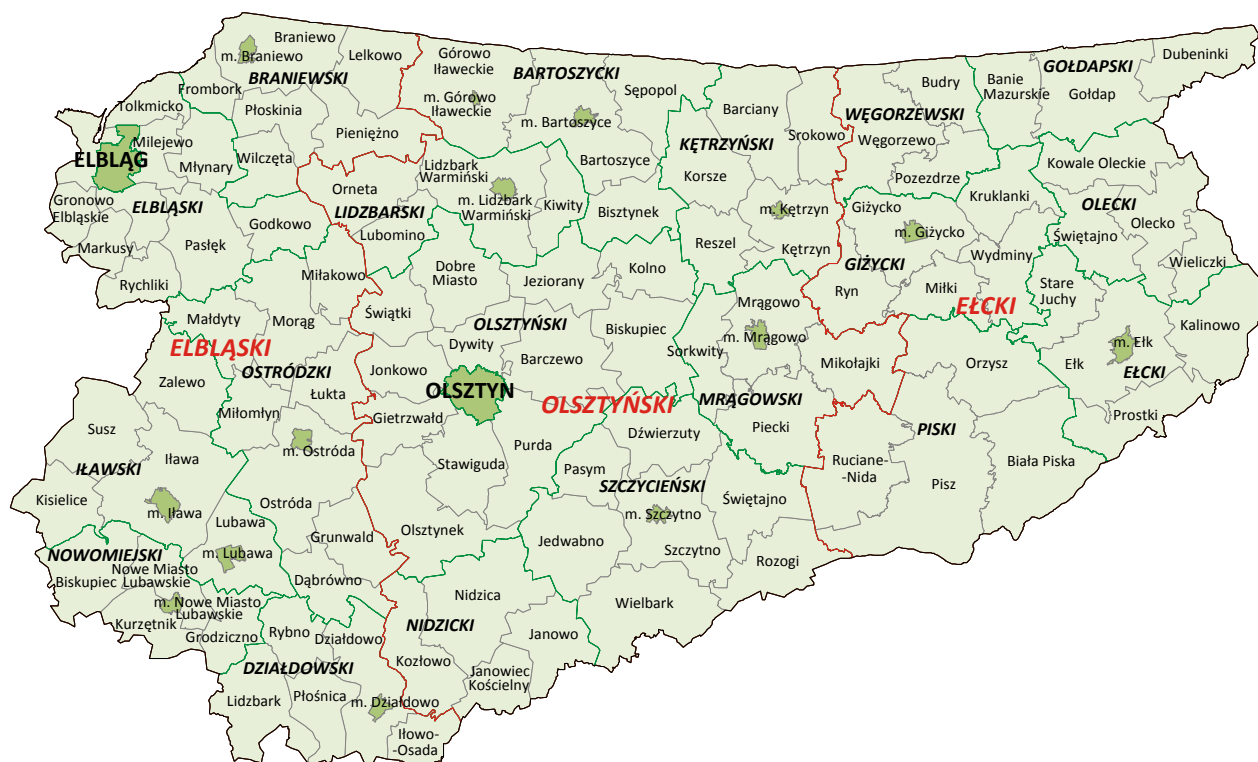 Braniewo
m. Braniewo
Lelkowo
BRANIEWSKI
Frombork
Płoskinia
Pieniężno
Wilczęta
Górowo
Iławeckie
m. Górowo
Iławeckie
BARTOSZYCKI
Sępopol
m. Bartoszyce
Bartoszyce
Bisztynek
Barciany
Srokowo
KĘTRZYŃSKI
Korsze
m. Kętrzyn
Reszel
Kętrzyn
Budry
WĘGORZEWSKI
Węgorzewo
Pozezdrze
Banie
Mazurskie
GOŁDAPSKI
Gołdap
Dubeninki
Kowale Oleckie
OLECKI
Olecko
Świętajno
Wieliczki
Tolkmicko
Milejewo
ELBLĄG
Młynary
Gronowo
Elbląskie
ELBLĄSKI
Godkowo
Markusy
Pasłęk
Rychliki
Orneta
LIDZBARSKI
Lubomino
Lidzbark
Warmiński
m. Lidzbark
Warmiński
Kiwity
Giżycko
m. Giżycko
Kruklanki
GIŻYCKI
Wydminy
Ryn
Miłki
EŁCKI
Stare
Juchy
Kalinowo
m. Ełk
Ełk
EŁCKI
Prostki
Miłakowo
Małdyty
Morąg
ELBLĄSKI
OSTRÓDZKI
Łukta
Miłomłyn
m. Ostróda
Ostróda
Grunwald
Dąbrówno
Dobre
Miasto
Jeziorany
Kolno
Świątki
OLSZTYŃSKI
Dywity
Biskupiec
Barczewo
Jonkowo
OLSZTYN
OLSZTYŃSKI
Gietrzwałd
Purda
Stawiguda
Olsztynek
Mrągowo
m. Mrągowo
Sorkwity
Mikołajki
MRĄGOWSKI
Piecki
Orzysz
PISKI
Ruciane-
-Nida
Pisz
Biała Piska
Zalewo
Susz
Iława
IŁAWSKI
Kisielice
m. Iława
Lubawa
m. Lubawa
Dźwierzuty
Pasym
SZCZYCIEŃSKI
Świętajno
m. Szczytno
Jedwabno
Szczytno
Rozogi
Wielbark
NOWOMIEJSKI
Nowe Miasto
Lubawskie
Biskupiec
m. Nowe Miasto
Lubawskie
Kurzętnik
Grodziczno
Rybno
Działdowo
DZIAŁDOWSKI
Lidzbark
Płośnica
m. Działdowo
Iłowo-
-Osada
Nidzica
NIDZICKI
Janowo
Kozłowo
Janowiec
Kościelny